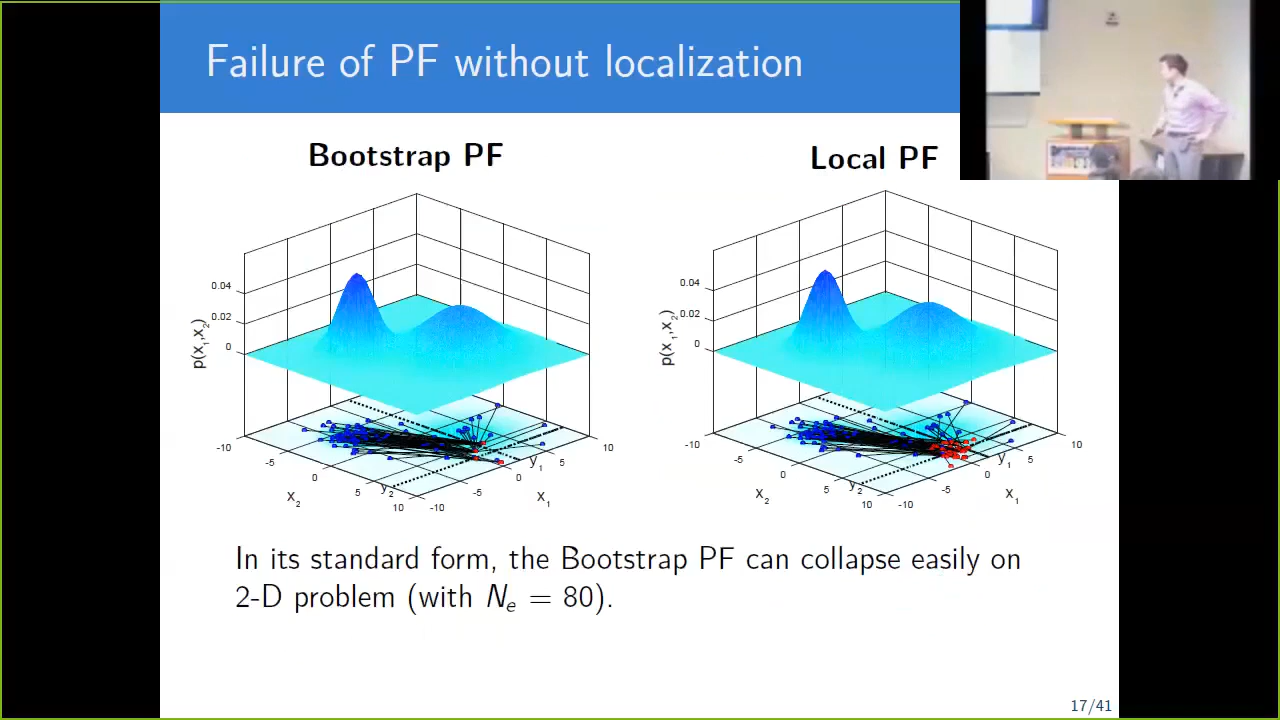 Failure of PF without localization
Bootstrap PF
Local PF
0.04
0.02
0
p(x1,x2)
-10
-5
0
5
10
x2
y2
-10
-5
0
5
10
x1
y1
0.04
0.02
0
p(x1,x2)
-10
-5
0
5
10
x2
y2
-10
-5
0
5
10
x1
y1
In its standard form, the Bootstrap PF can collapse easily on
2-D problem (with Ne = 80).
17/41